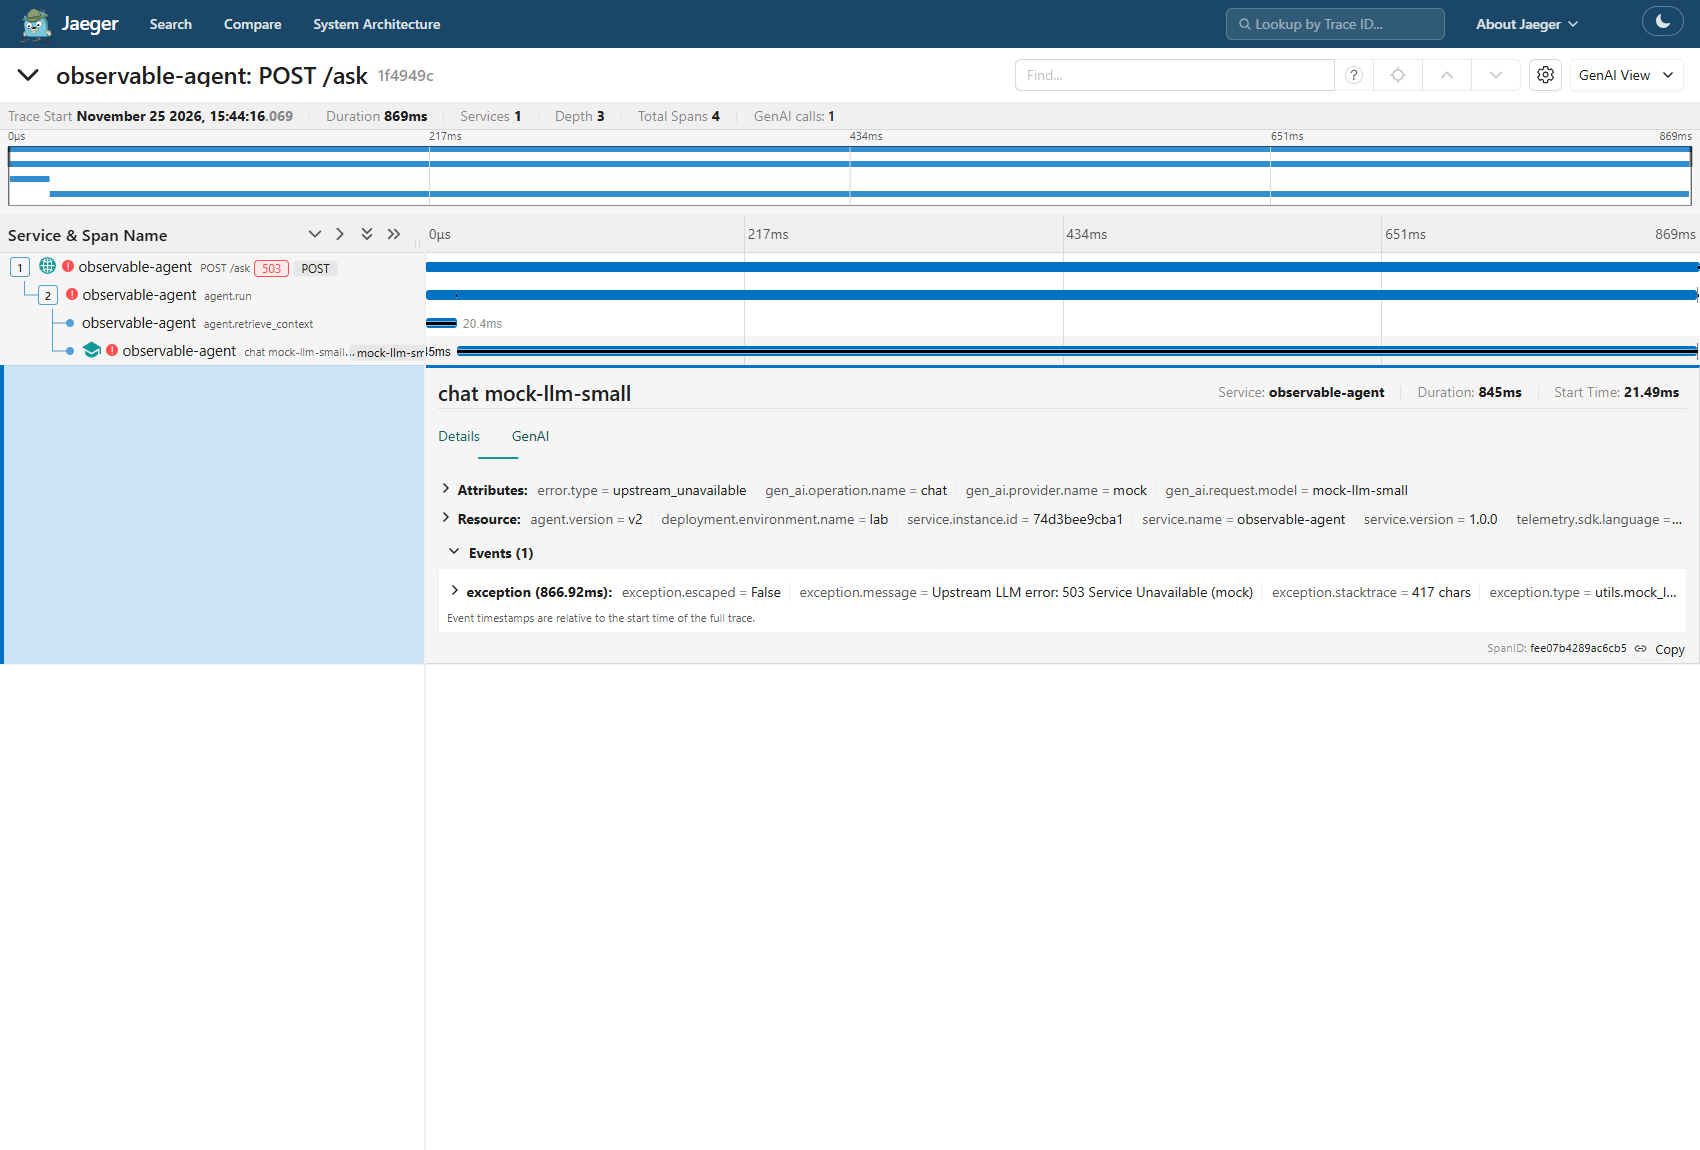 Jaeger Search Compare System Architecture Lookup by Trace ID... About Jaeger
observable-agent: POST /ask 1f4949c Find... ? GenAI View
Trace Start November 25 2026, 15:44:16.069 Duration 869ms Services 1 Depth 3 Total Spans 4 GenAI calls: 1
0μs 217ms 434ms 651ms 869ms
Service & Span Name 0μs 217ms 434ms 651ms 869ms
1 observable-agent POST /ask 503 POST
2 observable-agent agent.run
observable-agent agent.retrieve_context 20.4ms
observable-agent chat mock-llm-small... mock-llm-sm 45ms
chat mock-llm-small Service: observable-agent Duration: 845ms Start Time: 21.49ms
Details GenAI
Attributes: error.type = upstream_unavailable gen_ai.operation.name = chat gen_ai.provider.name = mock gen_ai.request.model = mock-llm-small
Resource: agent.version = v2 deployment.environment.name = lab service.instance.id = 74d3bee9cba1 service.name = observable-agent service.version = 1.0.0 telemetry.sdk.language =...
Events (1)
exception (866.92ms): exception.escaped = False exception.message = Upstream LLM error: 503 Service Unavailable (mock) exception.stacktrace = 417 chars exception.type = utils.mock_l...
Event timestamps are relative to the start time of the full trace.
SpanID: fee07b4289ac6cb5 Copy